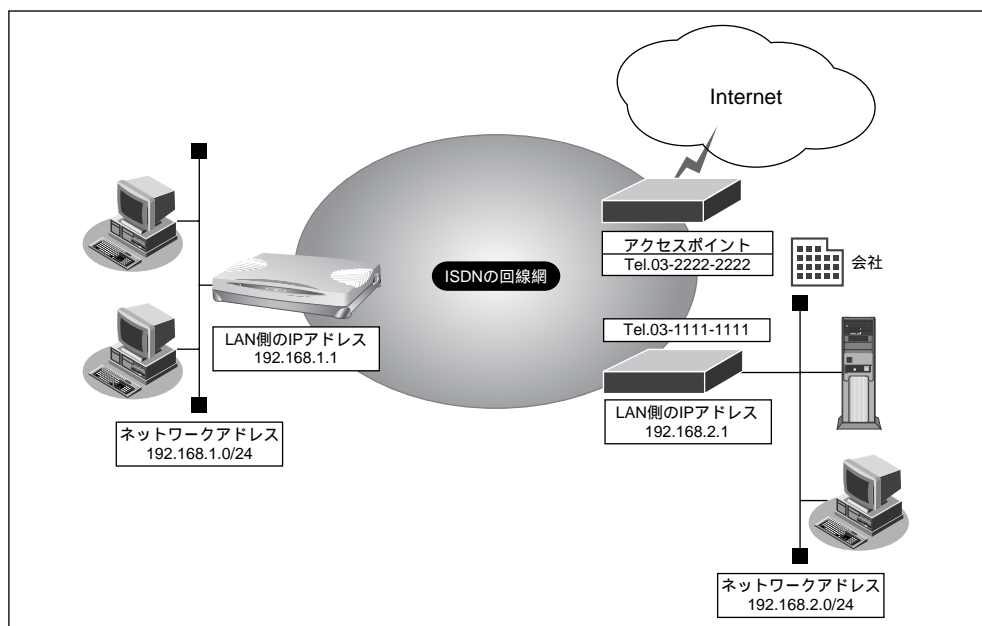 Internet
アクセスポイント
Tel.03-2222-2222
会社
ISDNの回線網
Tel.03-1111-1111
LAN側のIPアドレス
192.168.1.1
LAN側のIPアドレス
192.168.2.1
ネットワークアドレス
192.168.1.0/24
ネットワークアドレス
192.168.2.0/24